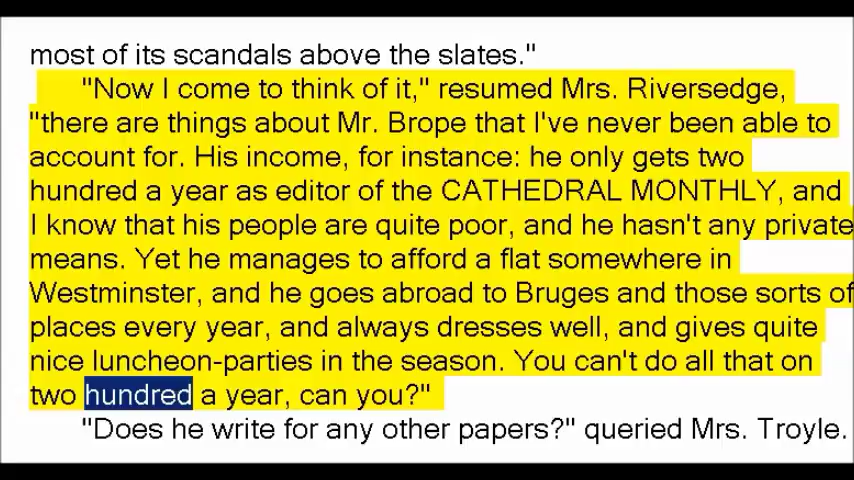 most of its scandals above the slates."
"Now I come to think of it," resumed Mrs. Riversedge,
"there are things about Mr. Brope that I've never been able to
account for. His income, for instance: he only gets two
hundred a year as editor of the CATHEDRAL MONTHLY, and
I know that his people are quite poor, and he hasn't any private
means. Yet he manages to afford a flat somewhere in
Westminster, and he goes abroad to Bruges and those sorts of
places every year, and always dresses well, and gives quite
nice luncheon-parties in the season. You can't do all that on
two hundred a year, can you?"
"Does he write for any other papers?" queried Mrs. Troyle.